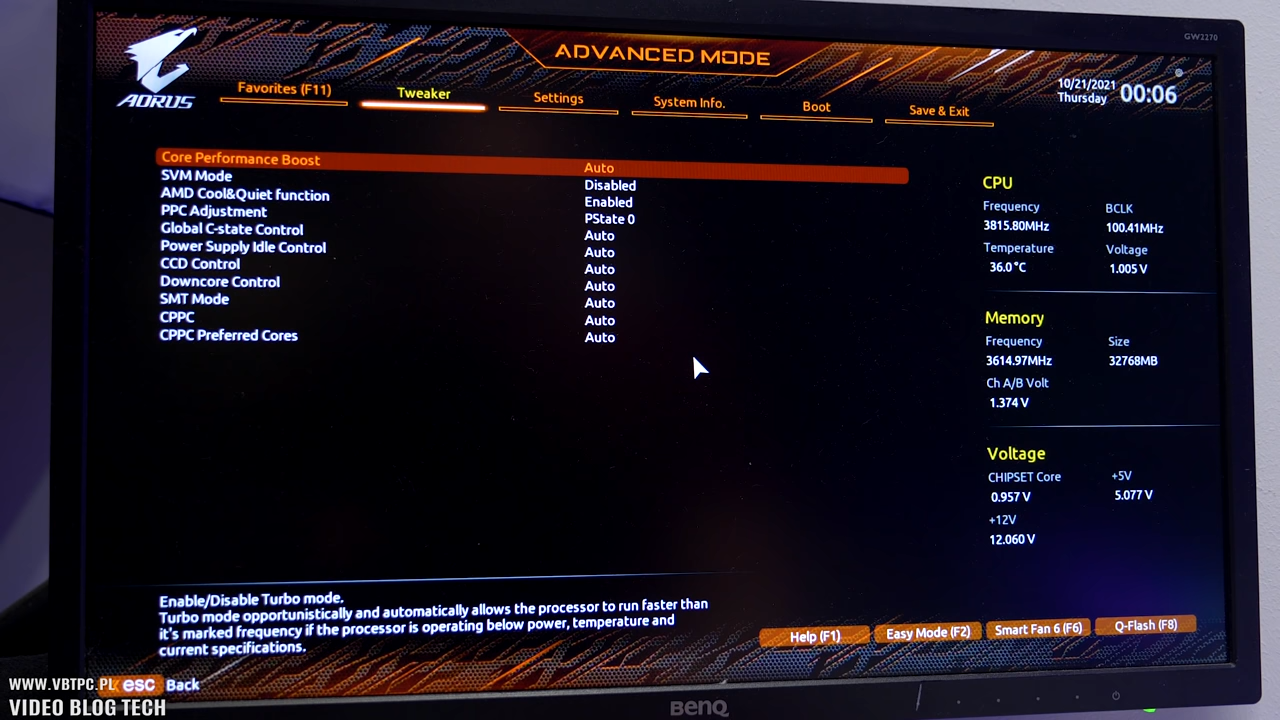 GW2270
ADVANCED MODE
AORUS
Favorites (F11)
Tweaker
Settings
System Info.
Boot
Save & Exit
10/21/2021
Thursday
00:06
Core Performance Boost Auto
SVM Mode Disabled
AMD Cool&Quiet function Enabled
PPC Adjustment PState 0
Global C-state Control Auto
Power Supply Idle Control Auto
CCD Control Auto
Downcore Control Auto
SMT Mode Auto
CPPC Auto
CPPC Preferred Cores Auto
CPU
Frequency BCLK
3815.80MHz 100.41MHz
Temperature Voltage
36.0 °C 1.005 V
Memory
Frequency Size
3614.97MHz 32768MB
Ch A/B Volt
1.374 V
Voltage
CHIPSET Core +5V
0.957 V 5.077 V
+12V
12.060 V
Enable/Disable Turbo mode.
Turbo mode opportunistically and automatically allows the processor to run faster than
it's marked frequency if the processor is operating below power, temperature and
current specifications.
Help (F1)
Easy Mode (F2)
Smart Fan 6 (F6)
Q-Flash (F8)
esc Back
WWW.VBTPC.PL
VIDEO BLOG TECH
BenQ